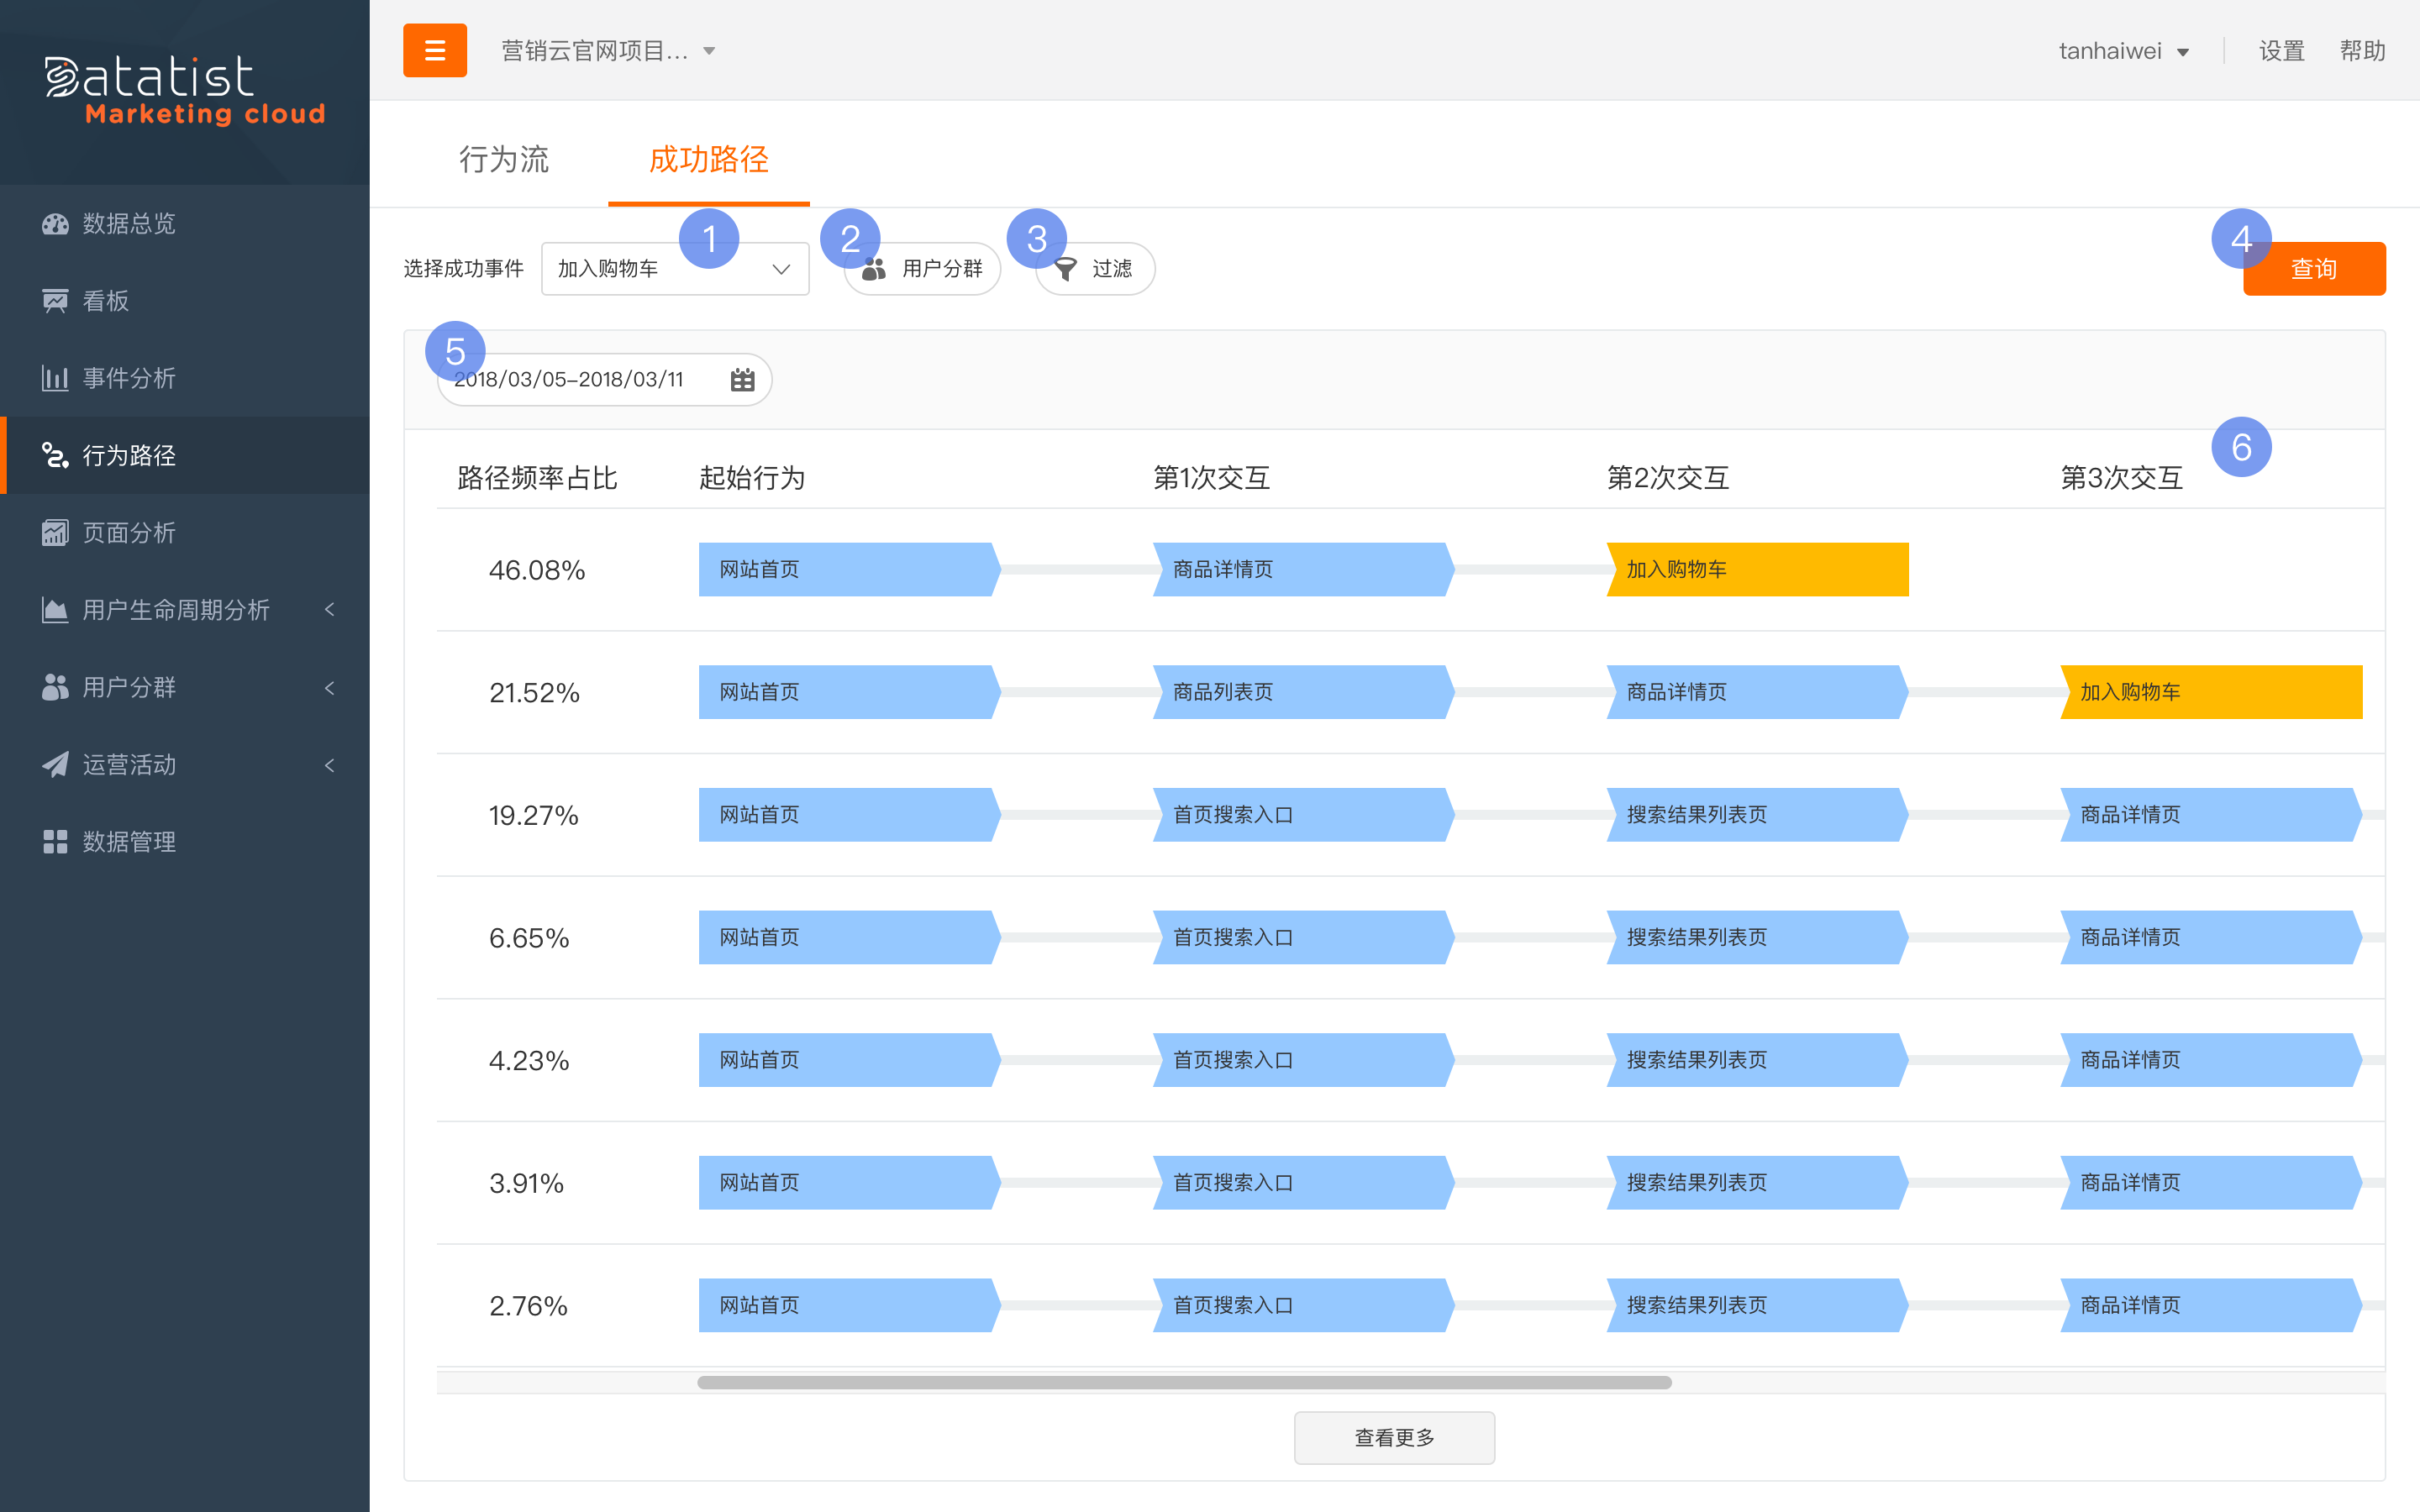 Datatist
Marketing cloud
数据总览
看板
事件分析
行为路径
页面分析
用户生命周期分析
用户分群
运营活动
数据管理
营销云官网项目...
tanhaiwei
设置
帮助
行为流
成功路径
1
2
3
4
选择成功事件
加入购物车
用户分群
过滤
查询
5
2018/03/05-2018/03/11
6
路径频率占比
起始行为
第1次交互
第2次交互
第3次交互
46.08%
网站首页
商品详情页
加入购物车
21.52%
网站首页
商品列表页
商品详情页
加入购物车
19.27%
网站首页
首页搜索入口
搜索结果列表页
商品详情页
6.65%
网站首页
首页搜索入口
搜索结果列表页
商品详情页
4.23%
网站首页
首页搜索入口
搜索结果列表页
商品详情页
3.91%
网站首页
首页搜索入口
搜索结果列表页
商品详情页
2.76%
网站首页
首页搜索入口
搜索结果列表页
商品详情页
查看更多